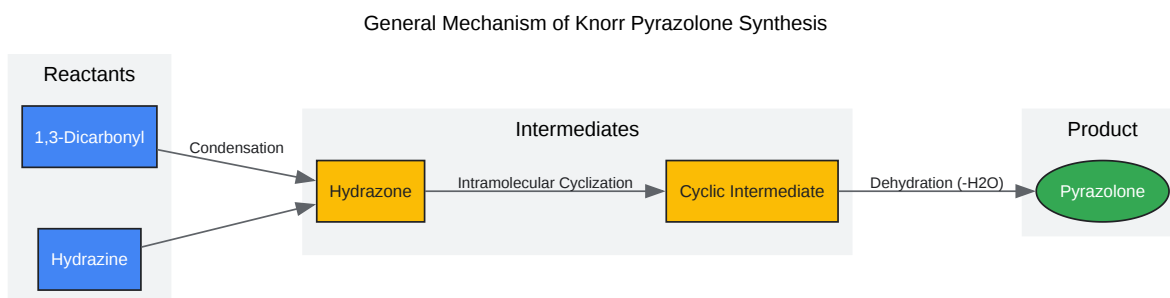 General Mechanism of Knorr Pyrazolone Synthesis
Reactants
1,3-Dicarbonyl
Hydrazine
Condensation
Intermediates
Hydrazone
Intramolecular Cyclization
Cyclic Intermediate
Dehydration (-H2O)
Product
Pyrazolone